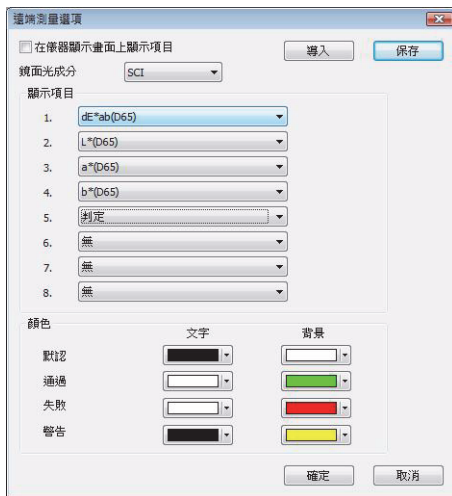 遠端測量選項
在儀器顯示畫面上顯示項目
導入
保存
鏡面光成分 SCI
顯示項目
1. dE*ab(D65)
2. L*(D65)
3. a*(D65)
4. b*(D65)
5. 判定
6. 無
7. 無
8. 無
顏色
文字 背景
默認
通過
失敗
警告
確定 取消